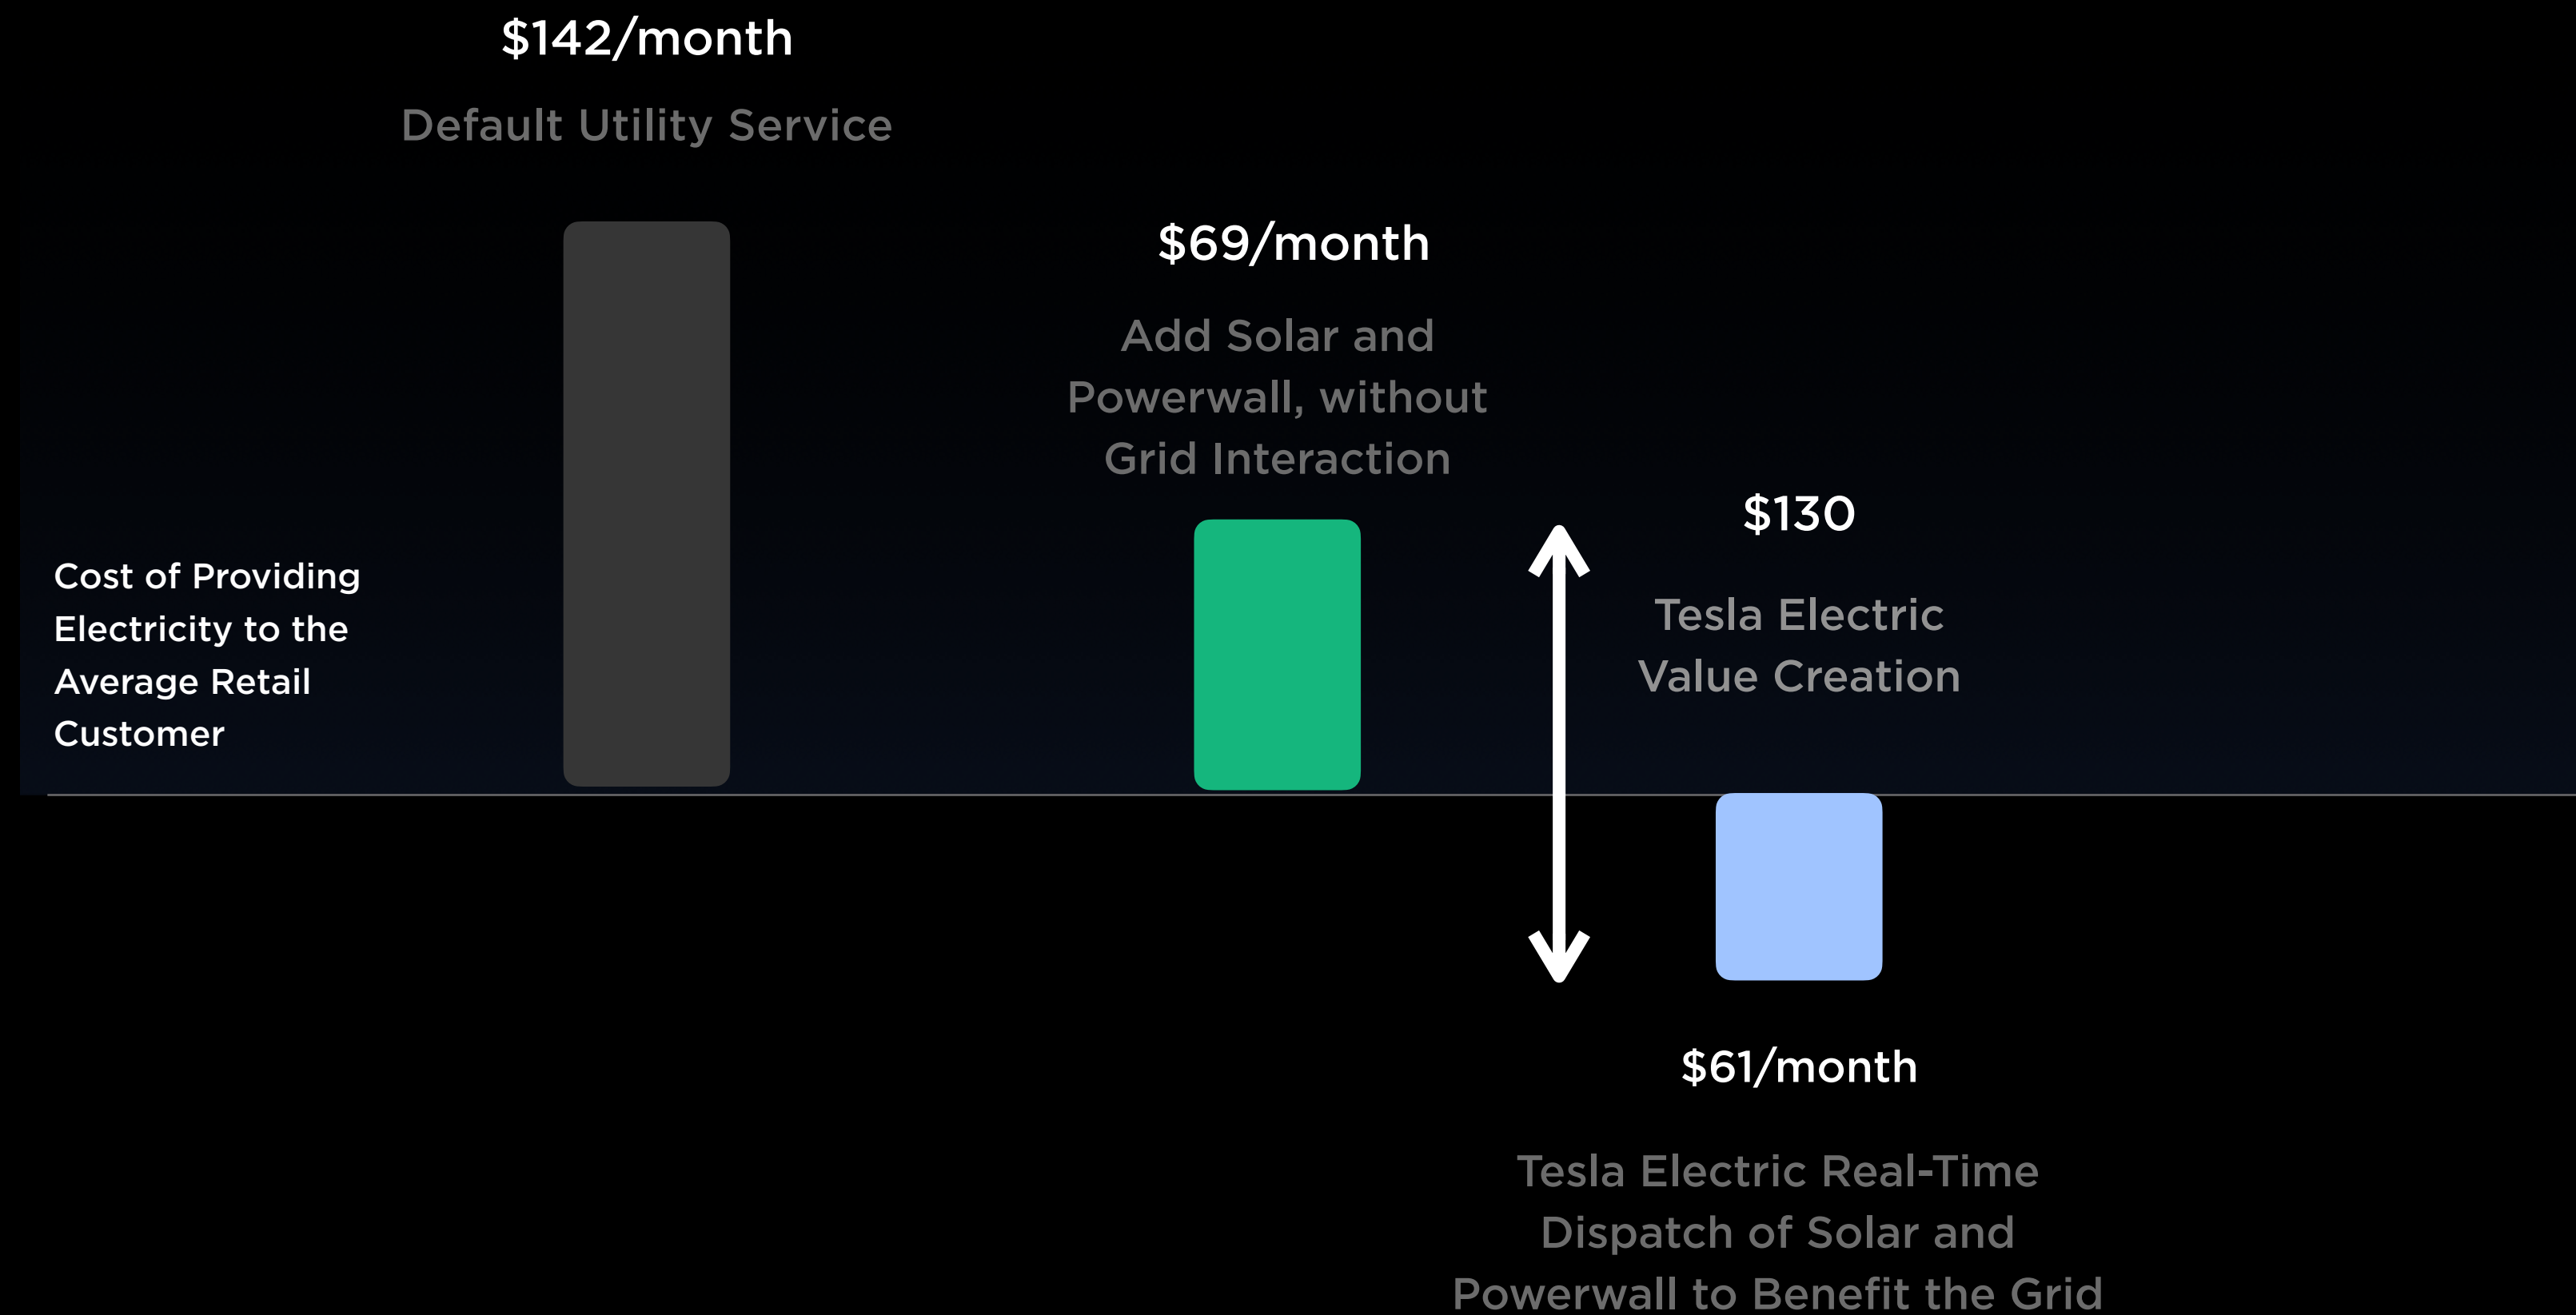 $142/month
Default Utility Service
$69/month
Add Solar and
Powerwall, without
Grid Interaction
$130
Tesla Electric
Value Creation
Cost of Providing
Electricity to the
Average Retail
Customer
$61/month
Tesla Electric Real-Time
Dispatch of Solar and
Powerwall to Benefit the Grid